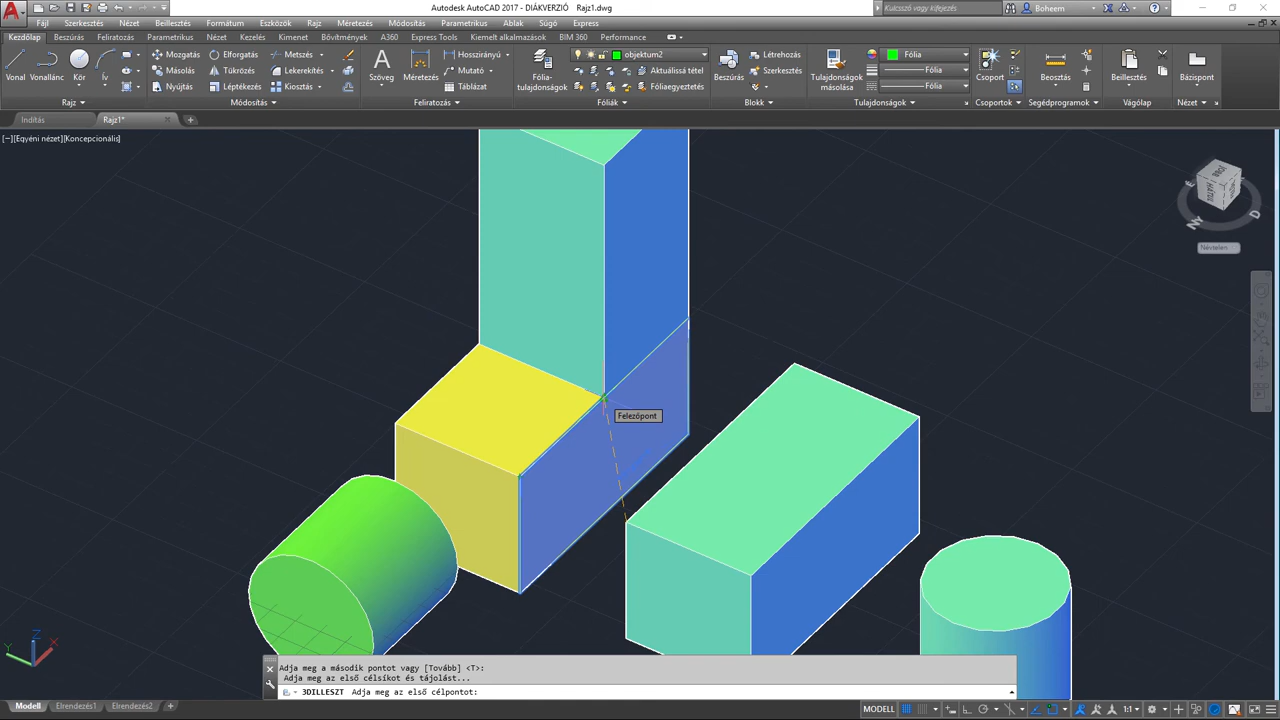 Autodesk AutoCAD 2017 - DIÁKVERZIÓ Rajz1.dwg
Kulcsszó vagy kifejezés
Boheem
Fájl Szerkesztés Nézet Beillesztés Formátum Eszközök Rajz Méretezés Módosítás Parametrikus Ablak Súgó Express
Kezdőlap Beszúrás Feliratozás Parametrikus Nézet Kezelés Kimenet Bővítmények A360 Express Tools Kiemelt alkalmazások BIM 360 Performance
Vonal Vonallánc Kör Ív
Mozgatás Elforgatás Metszés
Másolás Tükrözés Lekerekítés
Nyújtás Léptékezés Kiosztás
Szöveg Méretezés
Hosszúirány
Mutató
Táblázat
Fólia-
tulajdonságok
objektum2
Aktuálissá tétel
Fóliaegyeztetés
Beszúrás
Létrehozás
Szerkesztés
Tulajdonságok
másolása
Fólia
Fólia
Fólia
Csoport
Beosztás
Beillesztés
Bázispont
Rajz Módosítás Feliratozás Fóliák Blokk Tulajdonságok Csoportok Segédprogramok Vágólap Nézet
Indítás Rajz1*
[−][Egyéni nézet][Koncepcionális]
NY
D
Névtelen
Felezőpont
Z
Y
X
Adja meg a második pontot vagy [Tovább] <T>:
Adja meg az első célsíkot és tájolást...
3DILLESZT Adja meg az első célpontot:
Modell Elrendezés1 Elrendezés2 +
MODELL
1:1